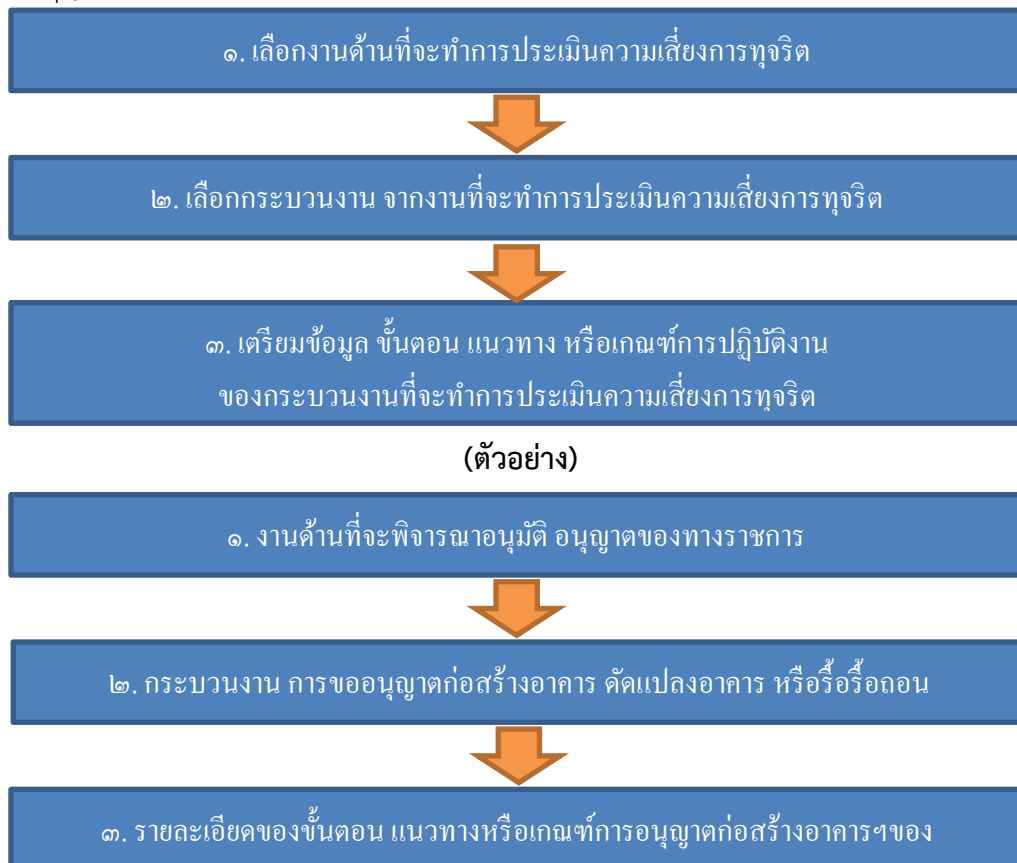 ๑. เลือกงานด้านที่จะทำการประเมินความเสี่ยงการทุจริต
๒. เลือกกระบวนงาน จากงานที่จะทำการประเมินความเสี่ยงการทุจริต
๓. เตรียมข้อมูล ขั้นตอน แนวทาง หรือเกณฑ์การปฏิบัติงาน
ของกระบวนงานที่จะทำการประเมินความเสี่ยงการทุจริต
(ตัวอย่าง)
๑. งานด้านที่จะพิจารณาอนุมัติ อนุญาตของทางราชการ
๒. กระบวนงาน การขออนุญาตก่อสร้างอาคาร ดัดแปลงอาคาร หรือรื้อรื้อถอน
๓. รายละเอียดของขั้นตอน แนวทางหรือเกณฑ์การอนุญาตก่อสร้างอาคารฯของ